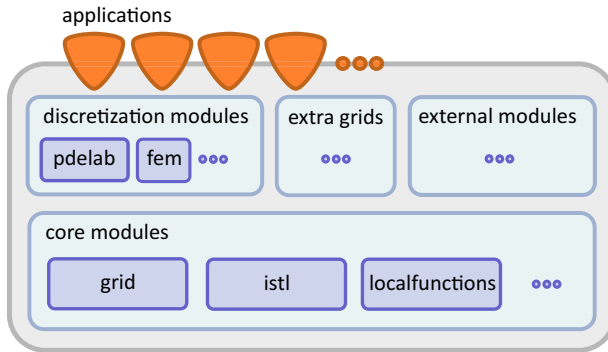 applications
discretization modules
extra grids
external modules
pdelab
fem
core modules
grid
istl
localfunctions